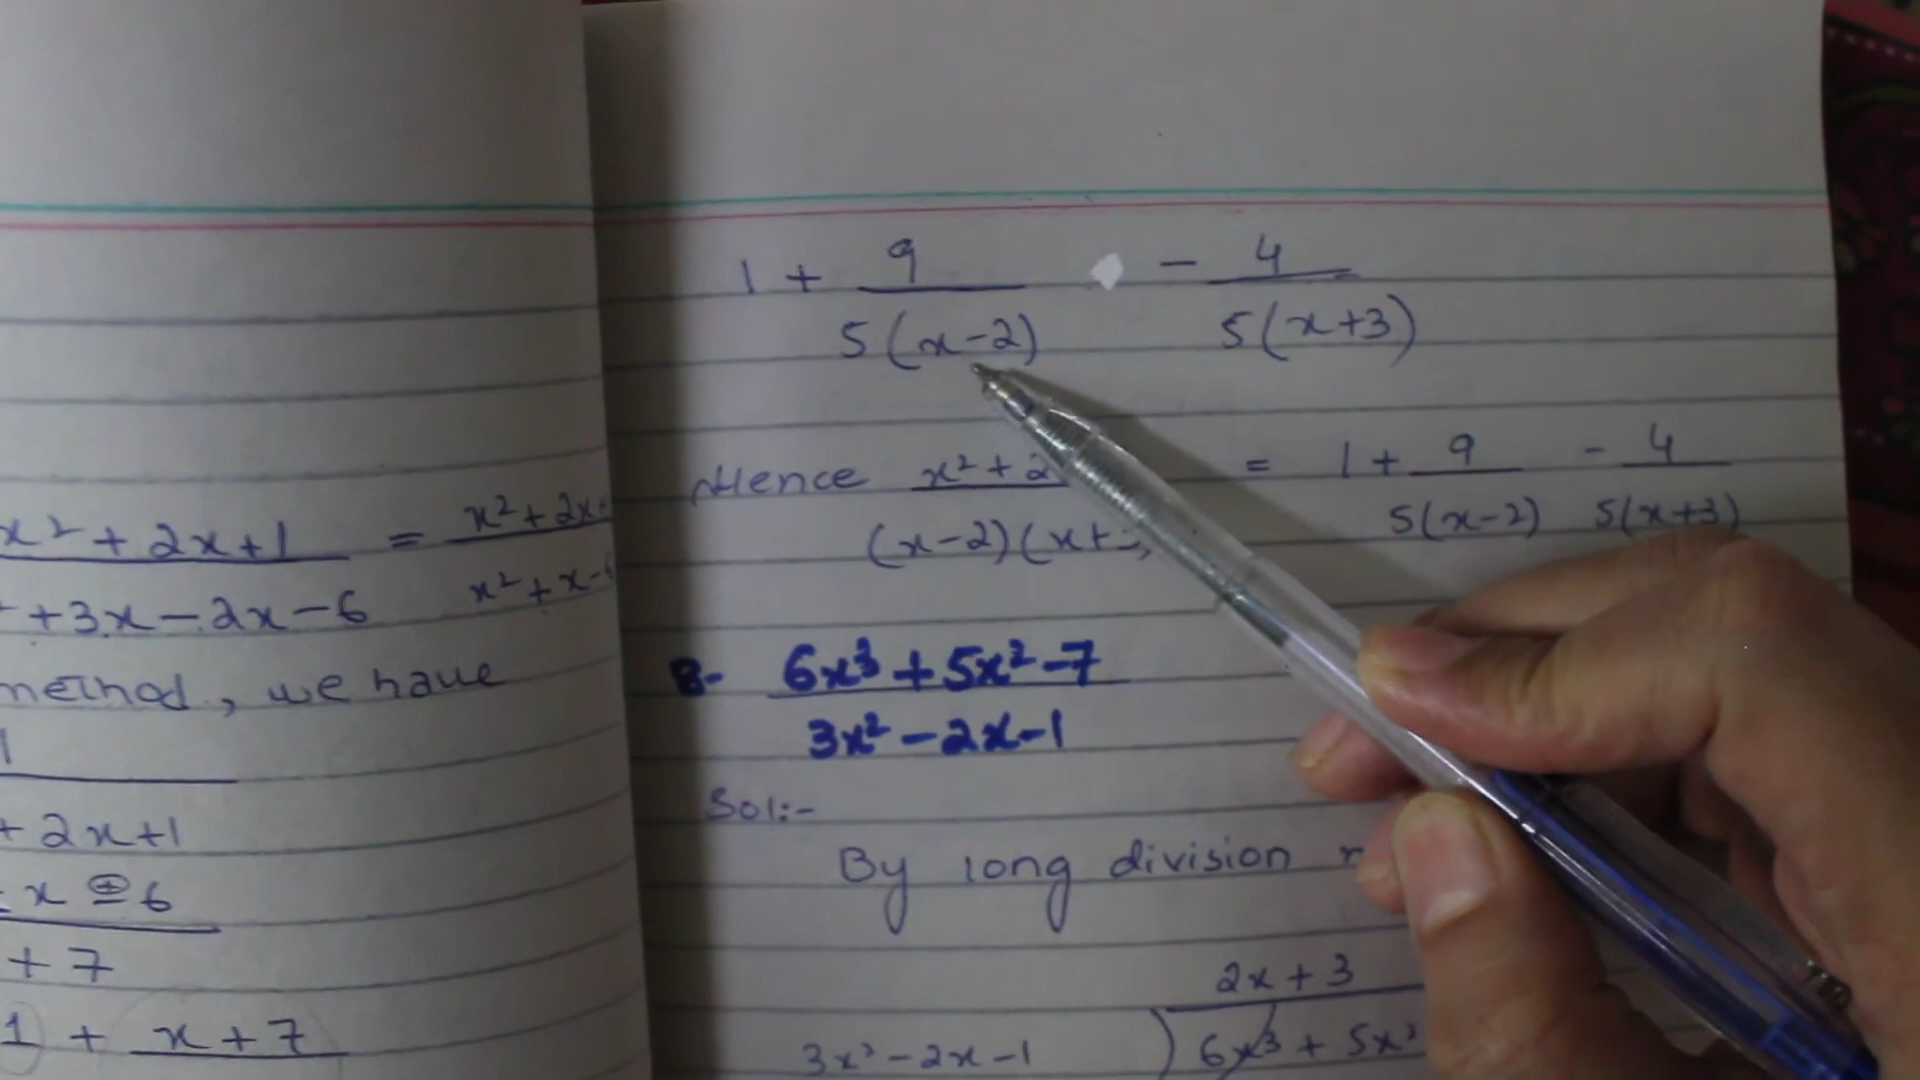 x² + 2x+1 = x² + 2x+
+3x-2x-6 x² + x-6
method, we have
1
+ 2x+1
x 6
+ 7
1 + x + 7
1 + 9 - 4
5(x-2) 5(x+3)
Hence x² + 2 = 1 + 9 - 4
(x-2)(x+ 5(x-2) 5(x+3)
8- 6x³ + 5x² - 7
3x² - 2x - 1
Sol:-
By long division
2x + 3
3x² - 2x - 1 ) 6x³ + 5x²